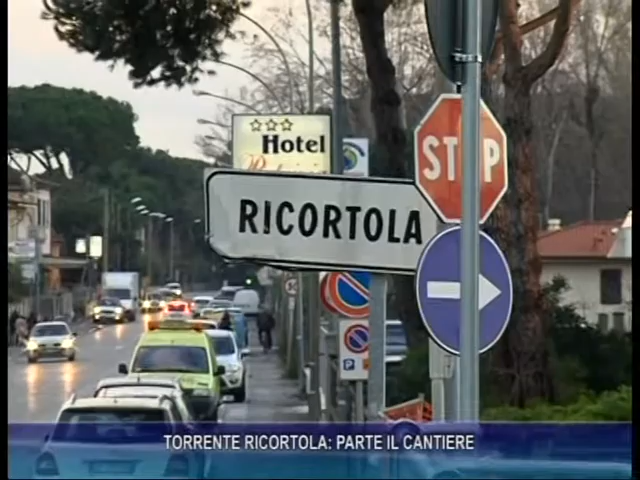 Hotel
RICORTOLA
STOP
P
TORRENTE RICORTOLA: PARTE IL CANTIERE